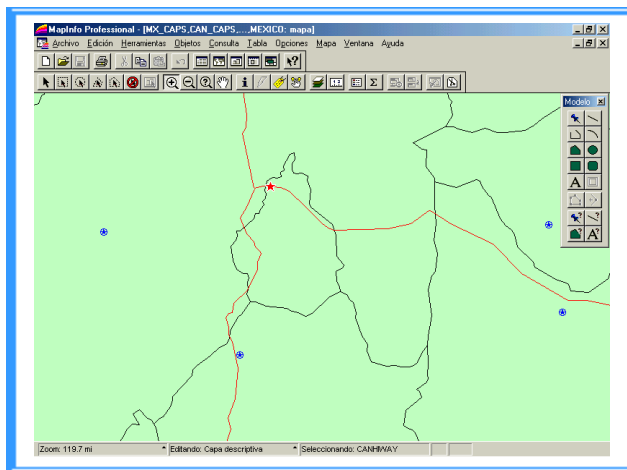 MapInfo Professional - [MX_CAPS,CAN_CAPS,...,MEXICO: mapa]
Archivo Edición Herramientas Objetos Consulta Tabla Opciones Mapa Ventana Ayuda
Modelo
A
A
Zoom: 119.7 mi Editando: Capa descriptiva Seleccionando: CANHIWAY